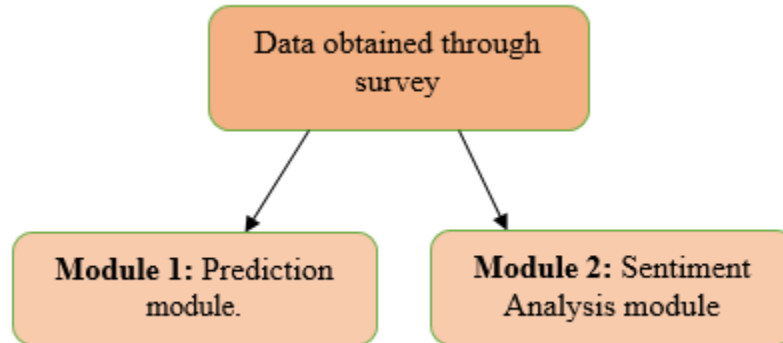 Data obtained through
survey
Module 1: Prediction
module.
Module 2: Sentiment
Analysis module